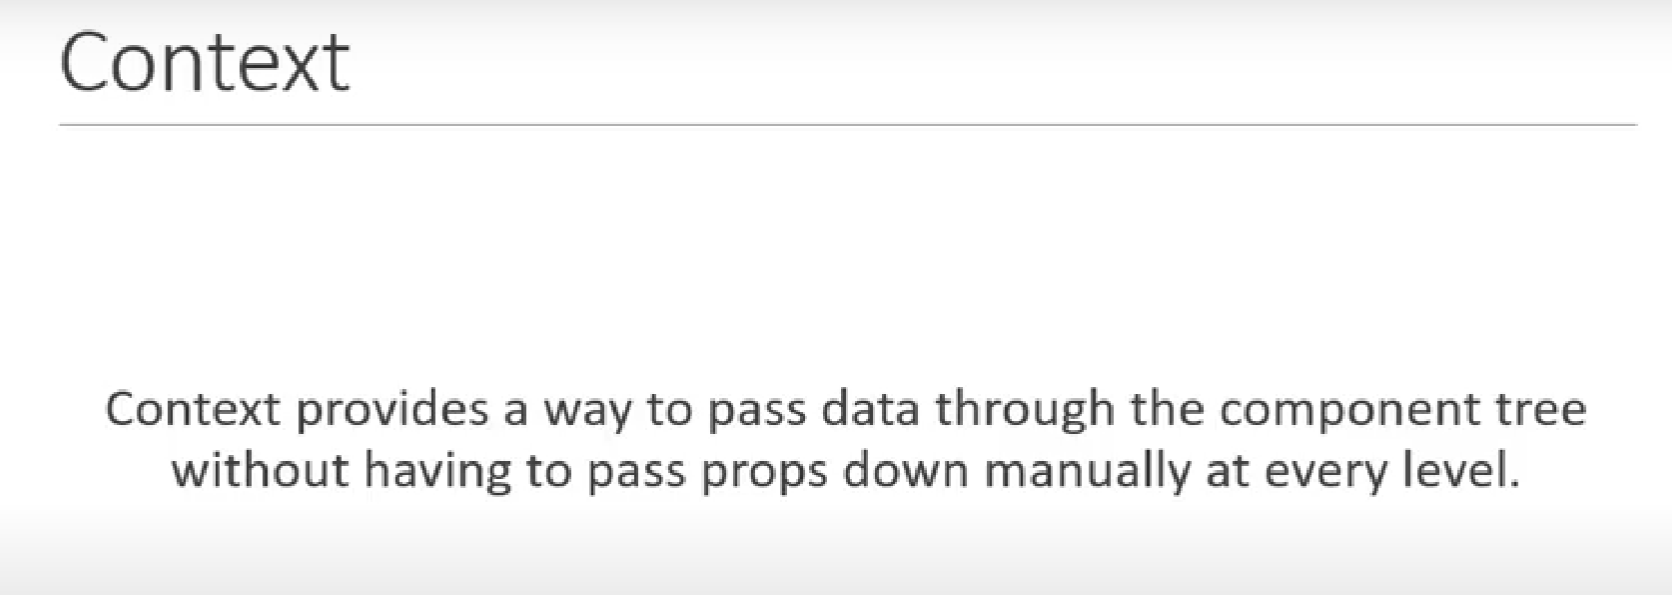 Context
Context provides a way to pass data through the component tree
without having to pass props down manually at every level.